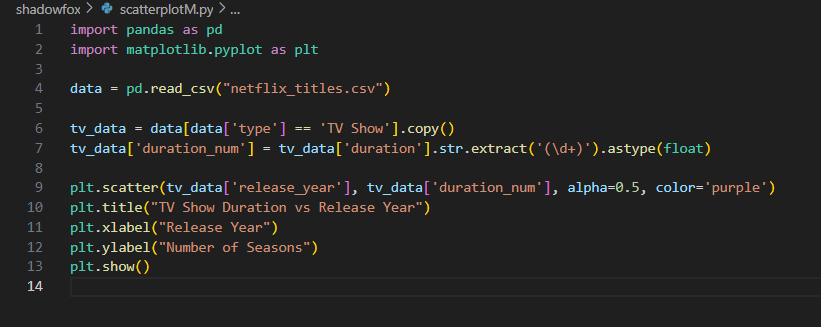 shadowfox > scatterplotM.py > ...
1 import pandas as pd
2 import matplotlib.pyplot as plt
3
4 data = pd.read_csv("netflix_titles.csv")
5
6 tv_data = data[data['type'] == 'TV Show'].copy()
7 tv_data['duration_num'] = tv_data['duration'].str.extract('(\d+)').astype(float)
8
9 plt.scatter(tv_data['release_year'], tv_data['duration_num'], alpha=0.5, color='purple')
10 plt.title("TV Show Duration vs Release Year")
11 plt.xlabel("Release Year")
12 plt.ylabel("Number of Seasons")
13 plt.show()
14